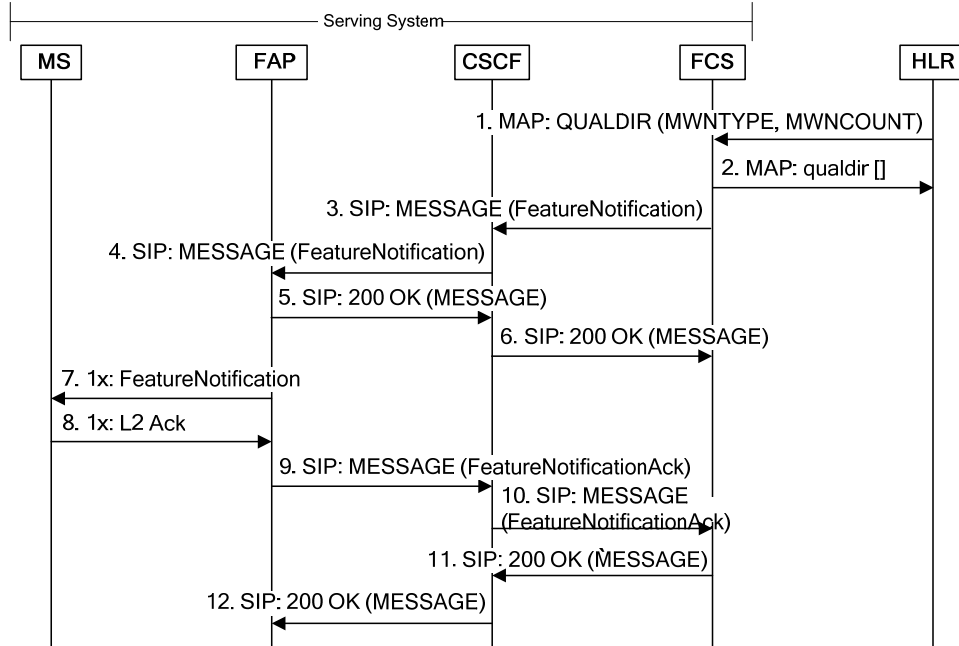 Serving System
MS
FAP
CSCF
FCS
HLR
1. MAP: QUALDIR (MWNTYPE, MWNCOUNT)
2. MAP: qualdir []
3. SIP: MESSAGE (FeatureNotification)
4. SIP: MESSAGE (FeatureNotification)
5. SIP: 200 OK (MESSAGE)
6. SIP: 200 OK (MESSAGE)
7. 1x: FeatureNotification
8. 1x: L2 Ack
9. SIP: MESSAGE (FeatureNotificationAck)
10. SIP: MESSAGE
(FeatureNotificationAck)
11. SIP: 200 OK (MESSAGE)
12. SIP: 200 OK (MESSAGE)